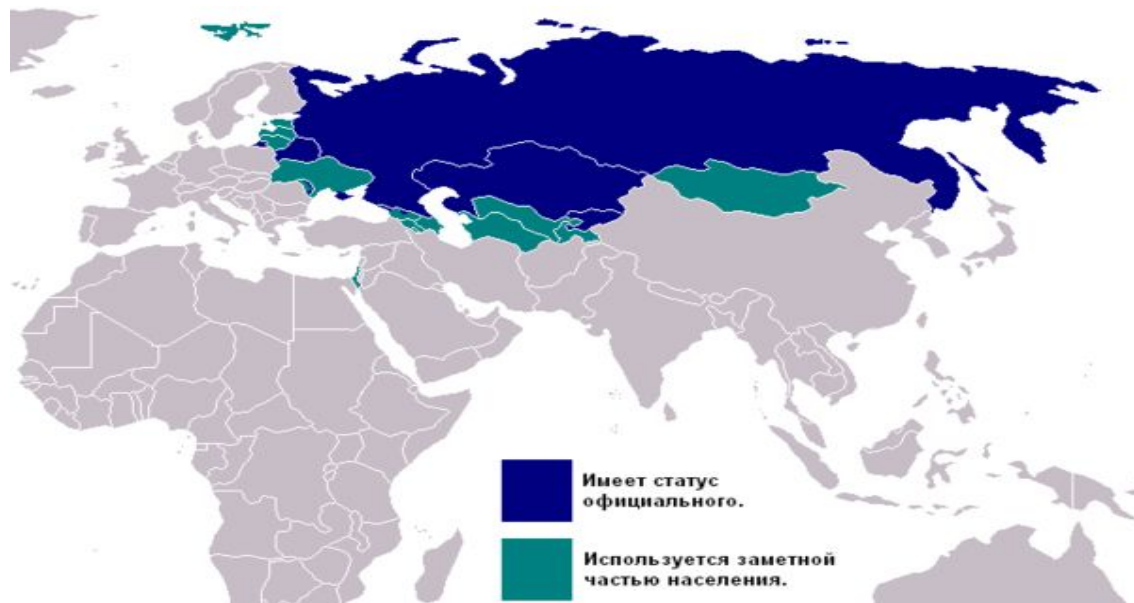 Имеет статус
официального.
Используется заметной
частью населения.